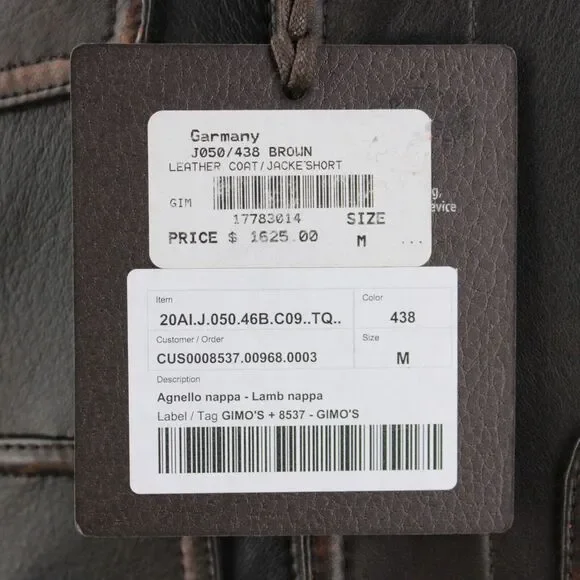 Garmany
J050/438 BROWN
LEATHER COAT/JACKE'SHORT
GIM
17783014 SIZE
PRICE $ 1625.00 M ...
g,
evice
Item Color
20AI.J.050.46B.C09..TQ.. 438
Customer / Order Size
CUS0008537.00968.0003 M
Description
Agnello nappa - Lamb nappa
Label / Tag GIMO'S + 8537 - GIMO'S